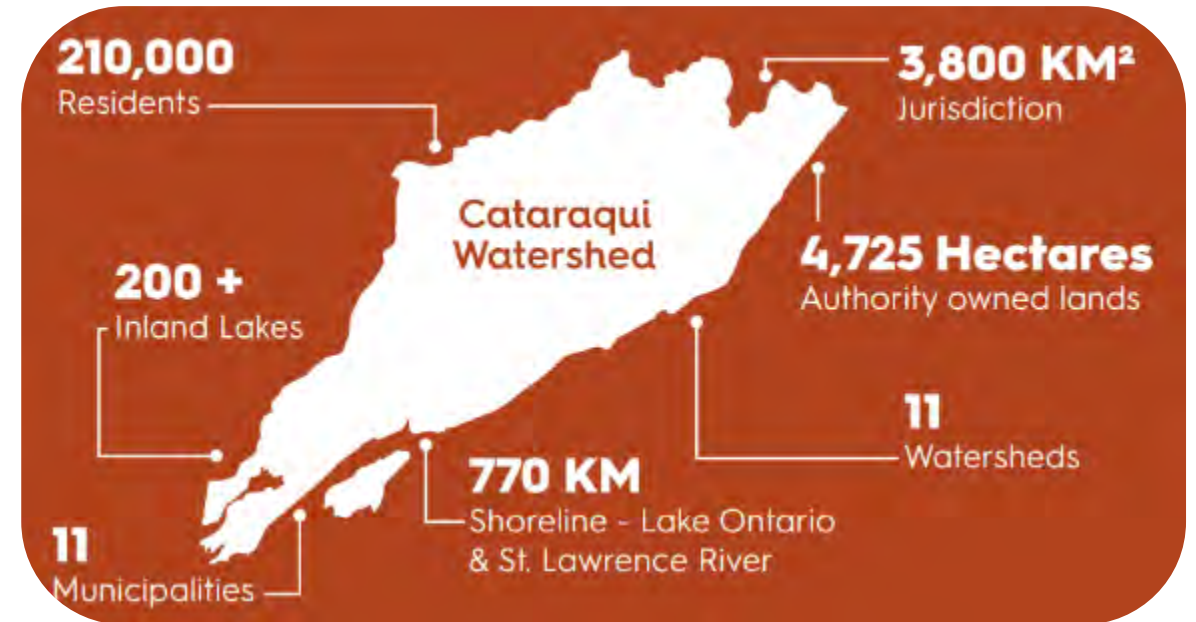 210,000
Residents
3,800 KM²
Jurisdiction
Cataraqui
Watershed
4,725 Hectares
Authority owned lands
200 +
Inland Lakes
11
Watersheds
770 KM
Shoreline - Lake Ontario
& St. Lawrence River
11
Municipalities